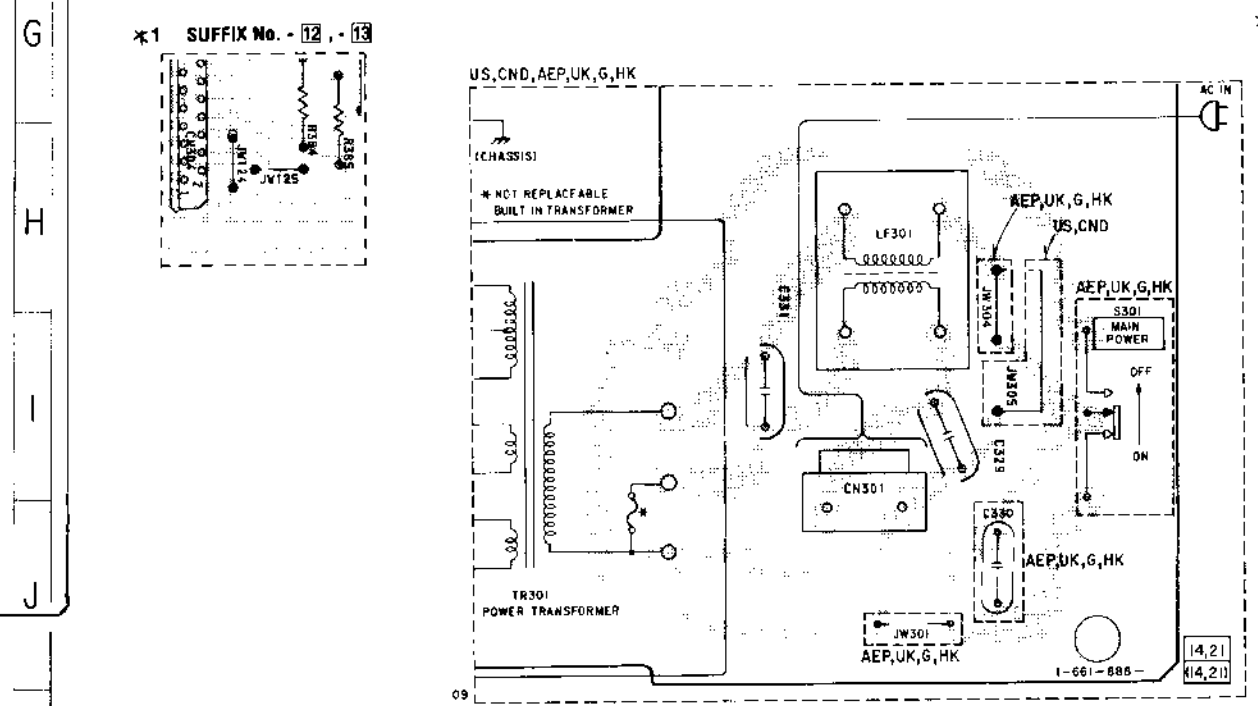 G
*1 SUFFIX No. - 12 , - 13
CN304
2
1
JW124
JW125
R384
R385
H
I
J
US,CND,AEP,UK,G,HK
AC IN
(CHASSIS)
* NOT REPLACEABLE
BUILT IN TRANSFORMER
LF301
AEP,UK,G,HK
US,CND
JW304
JW305
AEP,UK,G,HK
S301
MAIN
POWER
OFF
ON
C331
C329
CN301
*
C330
AEP,UK,G,HK
TR301
POWER TRANSFORMER
JW301
AEP,UK,G,HK
1-661-886-
14,21
(14,21)
09